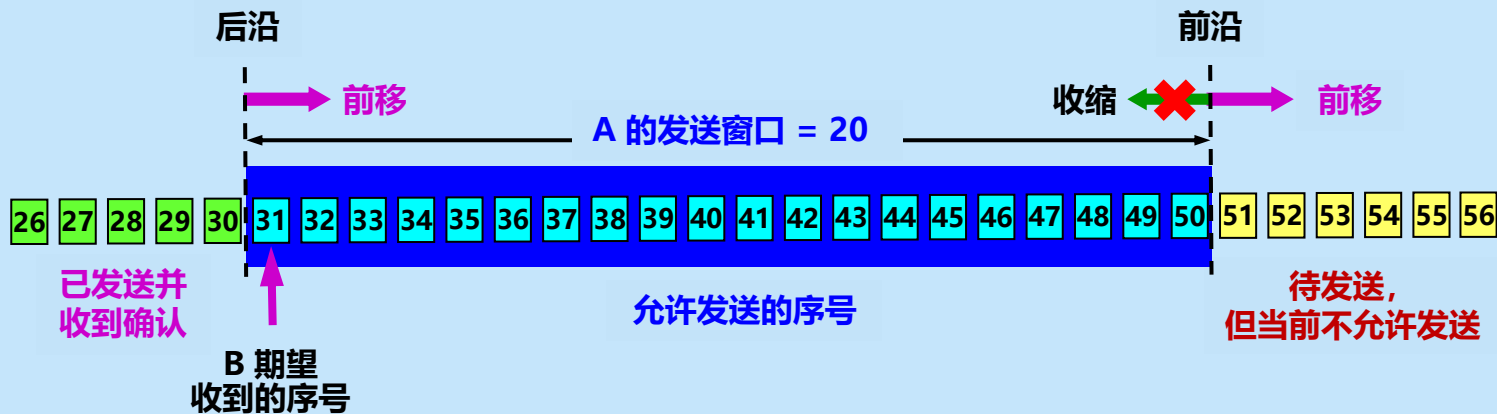 后沿
前沿
前移
收缩
前移
A 的发送窗口 = 20
26 27 28 29 30 31 32 33 34 35 36 37 38 39 40 41 42 43 44 45 46 47 48 49 50 51 52 53 54 55 56
已发送并
收到确认
允许发送的序号
待发送，
但当前不允许发送
B 期望
收到的序号